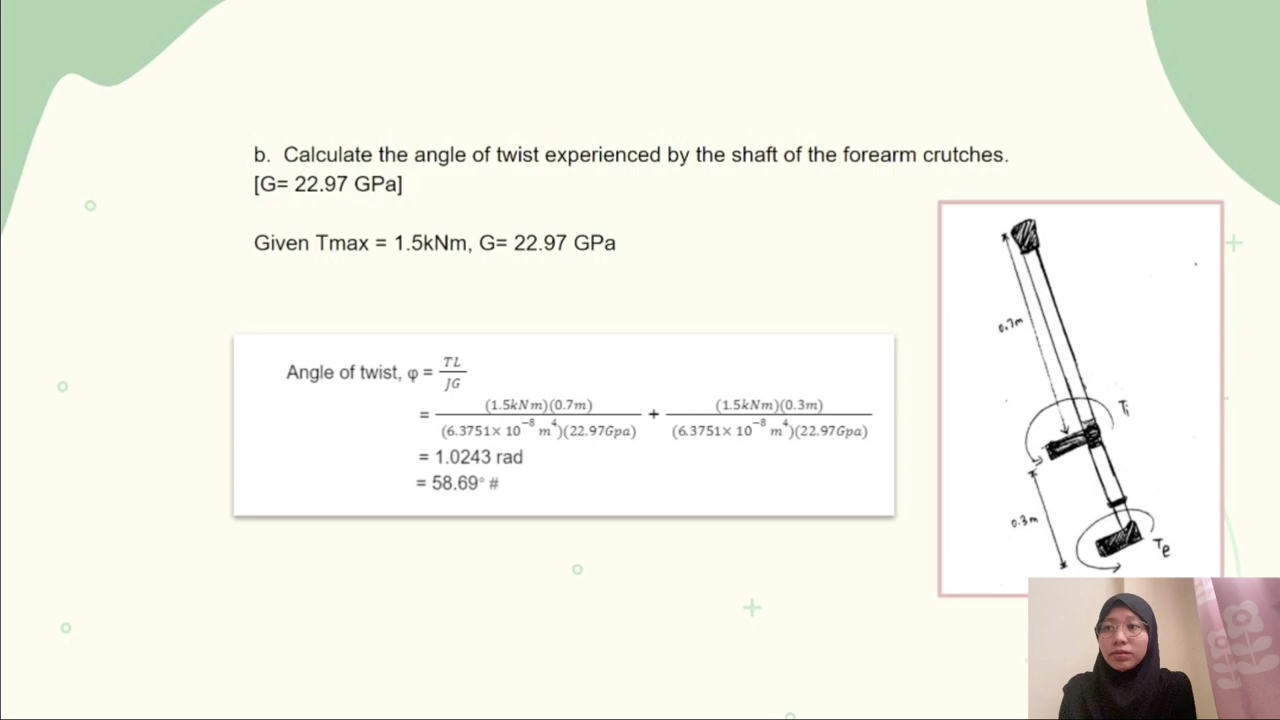 b. Calculate the angle of twist experienced by the shaft of the forearm crutches.
[G= 22.97 GPa]
Given Tmax = 1.5kNm, G= 22.97 GPa
Angle of twist, φ = TL/JG
= (1.5kNm)(0.7m)/(6.3751× 10⁻⁸ m⁴)(22.97Gpa) + (1.5kNm)(0.3m)/(6.3751× 10⁻⁸ m⁴)(22.97Gpa)
= 1.0243 rad
= 58.69° #
0.7m
Ti
0.3m
Te